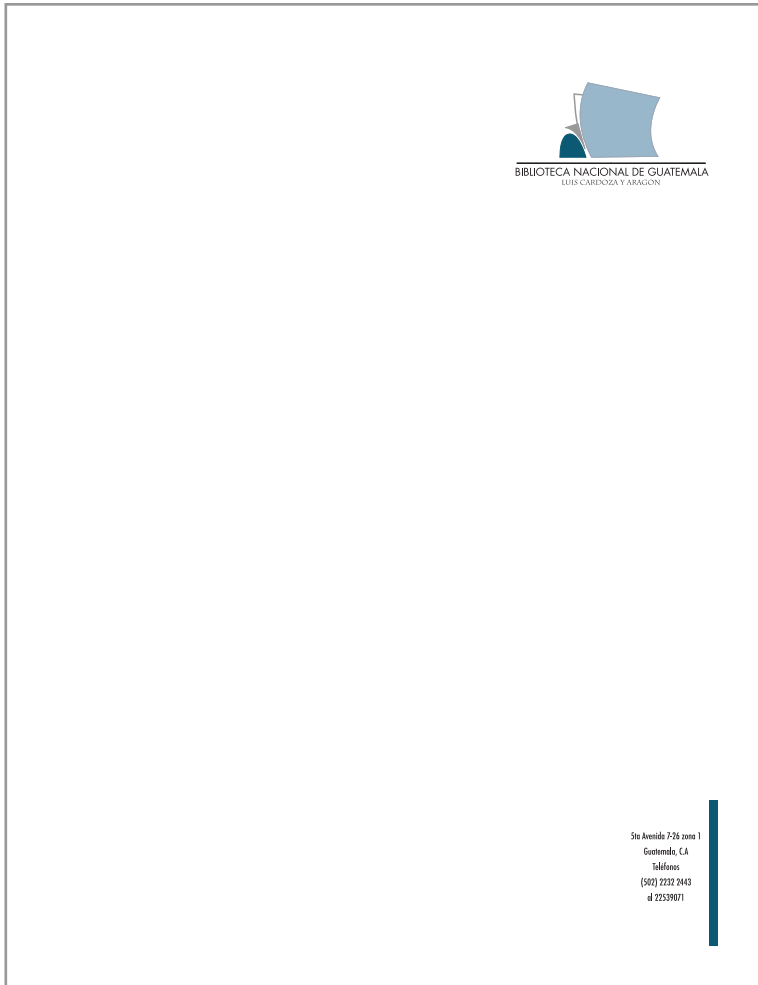 BIBLIOTECA NACIONAL DE GUATEMALA
LUIS CARDOZA Y ARAGON
5ta Avenida 7-26 zona 1
Guatemala, C.A
Teléfonos
(502) 2232 2443
al 22539071